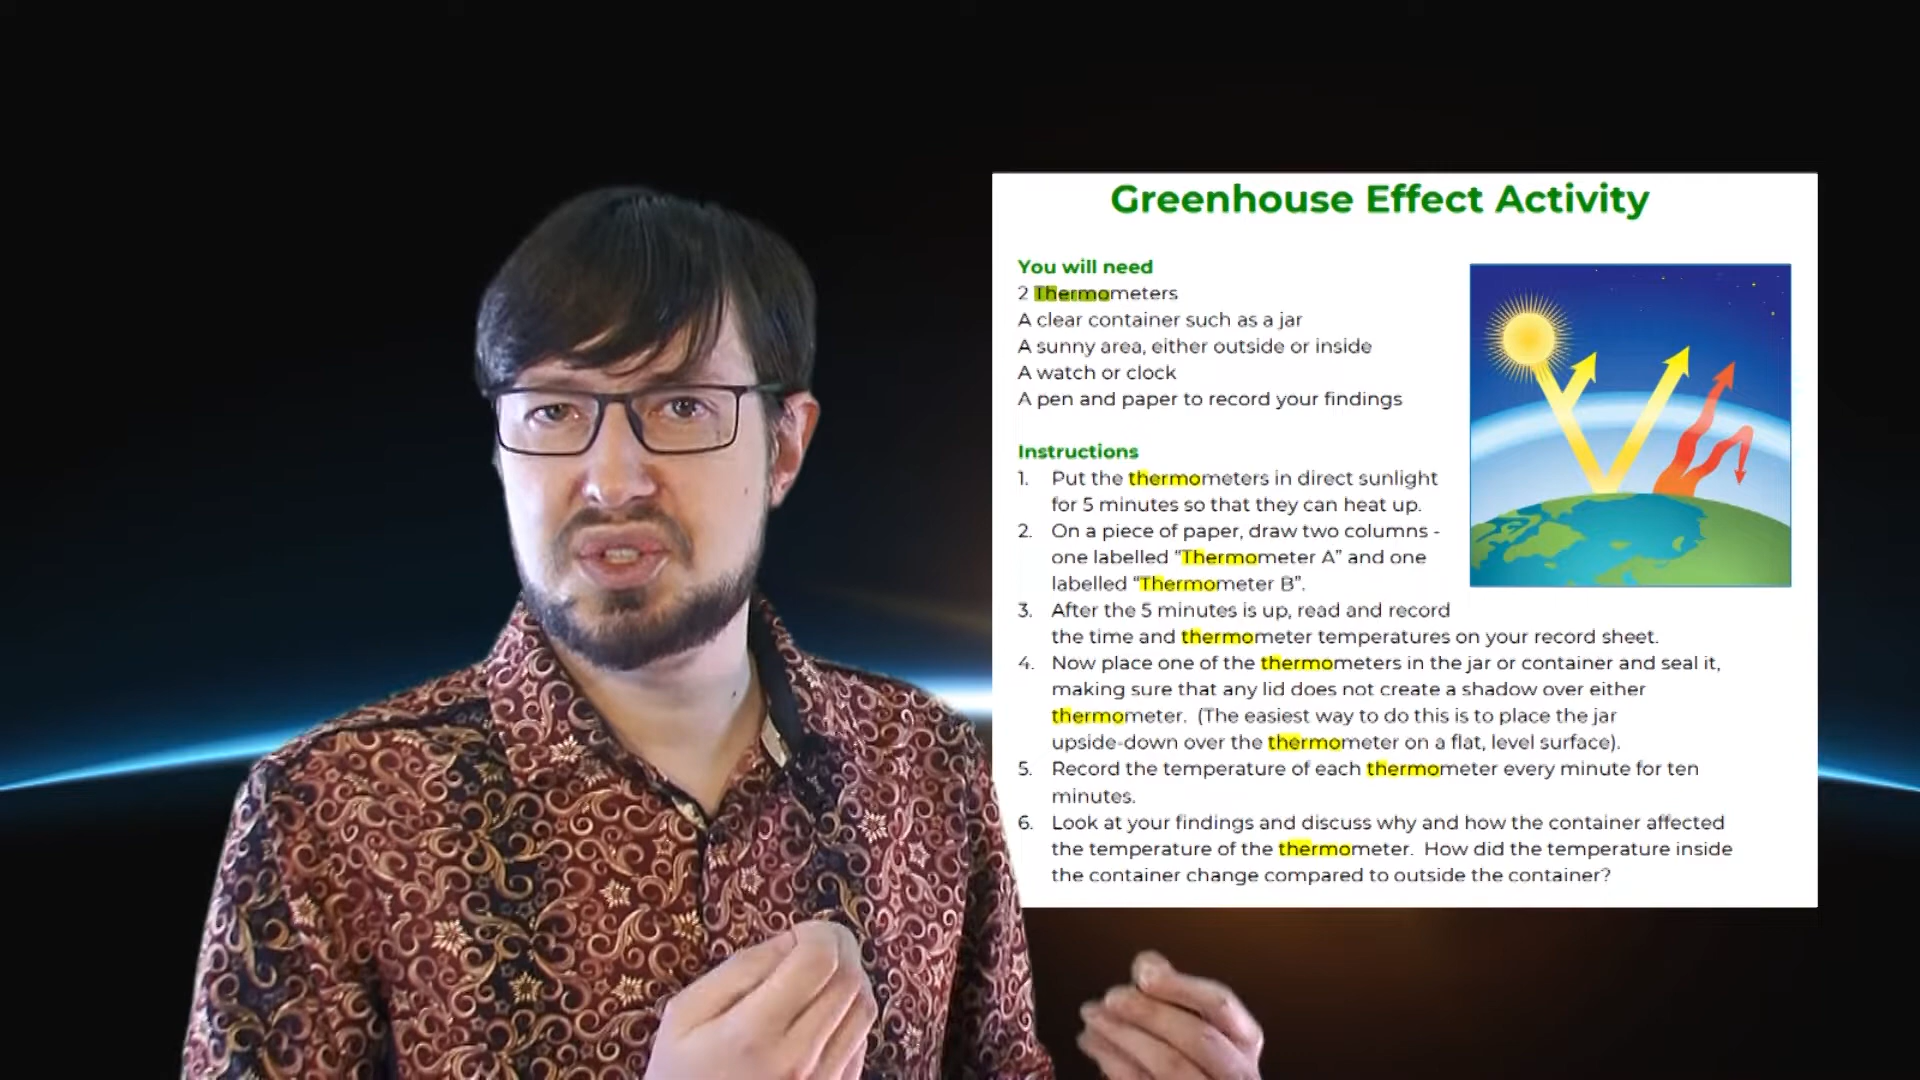 Greenhouse Effect Activity
You will need
2 Thermometers
A clear container such as a jar
A sunny area, either outside or inside
A watch or clock
A pen and paper to record your findings
Instructions
1. Put the thermometers in direct sunlight
for 5 minutes so that they can heat up.
2. On a piece of paper, draw two columns -
one labelled “Thermometer A” and one
labelled “Thermometer B”.
3. After the 5 minutes is up, read and record
the time and thermometer temperatures on your record sheet.
4. Now place one of the thermometers in the jar or container and seal it,
making sure that any lid does not create a shadow over either
thermometer. (The easiest way to do this is to place the jar
upside-down over the thermometer on a flat, level surface).
5. Record the temperature of each thermometer every minute for ten
minutes.
6. Look at your findings and discuss why and how the container affected
the temperature of the thermometer. How did the temperature inside
the container change compared to outside the container?